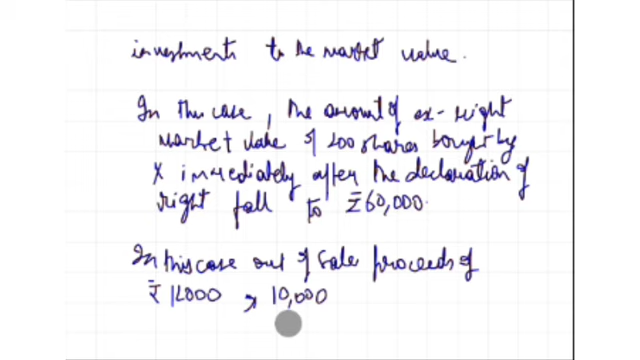 investments to the market value.
In this case, the amount of ex-right
market value of 200 shares bought by
X immediately after the declaration of
right fall to ₹60,000.
In this case out of sale proceeds of
₹ 12000 > 10,000